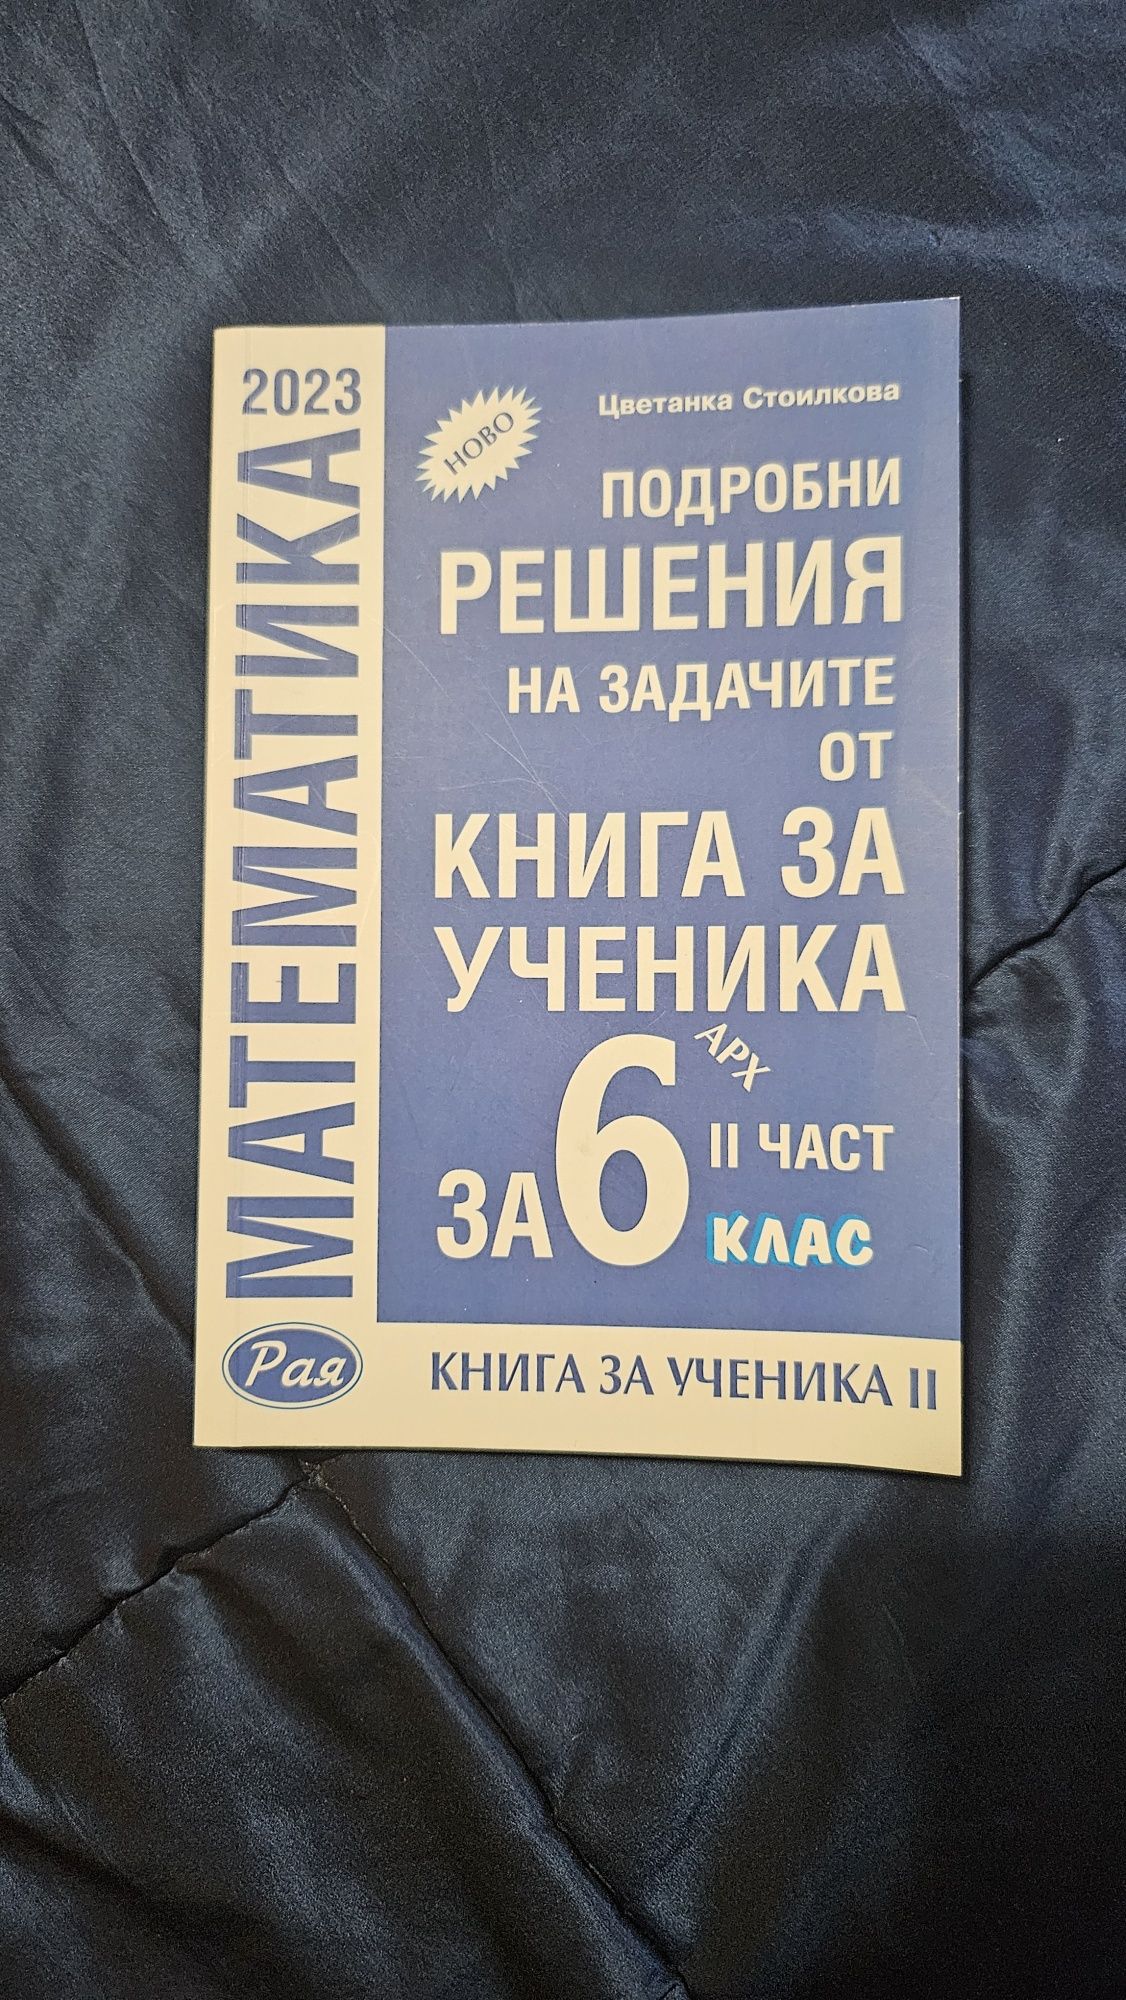 2023
МАТЕМАТИКА
НОВО
Цветанка Стоилкова
ПОДРОБНИ
РЕШЕНИЯ
НА ЗАДАЧИТЕ
ОТ
КНИГА ЗА
УЧЕНИКА
АРХ
ЗА 6 II ЧАСТ
КЛАС
Рая
КНИГА ЗА УЧЕНИКА II